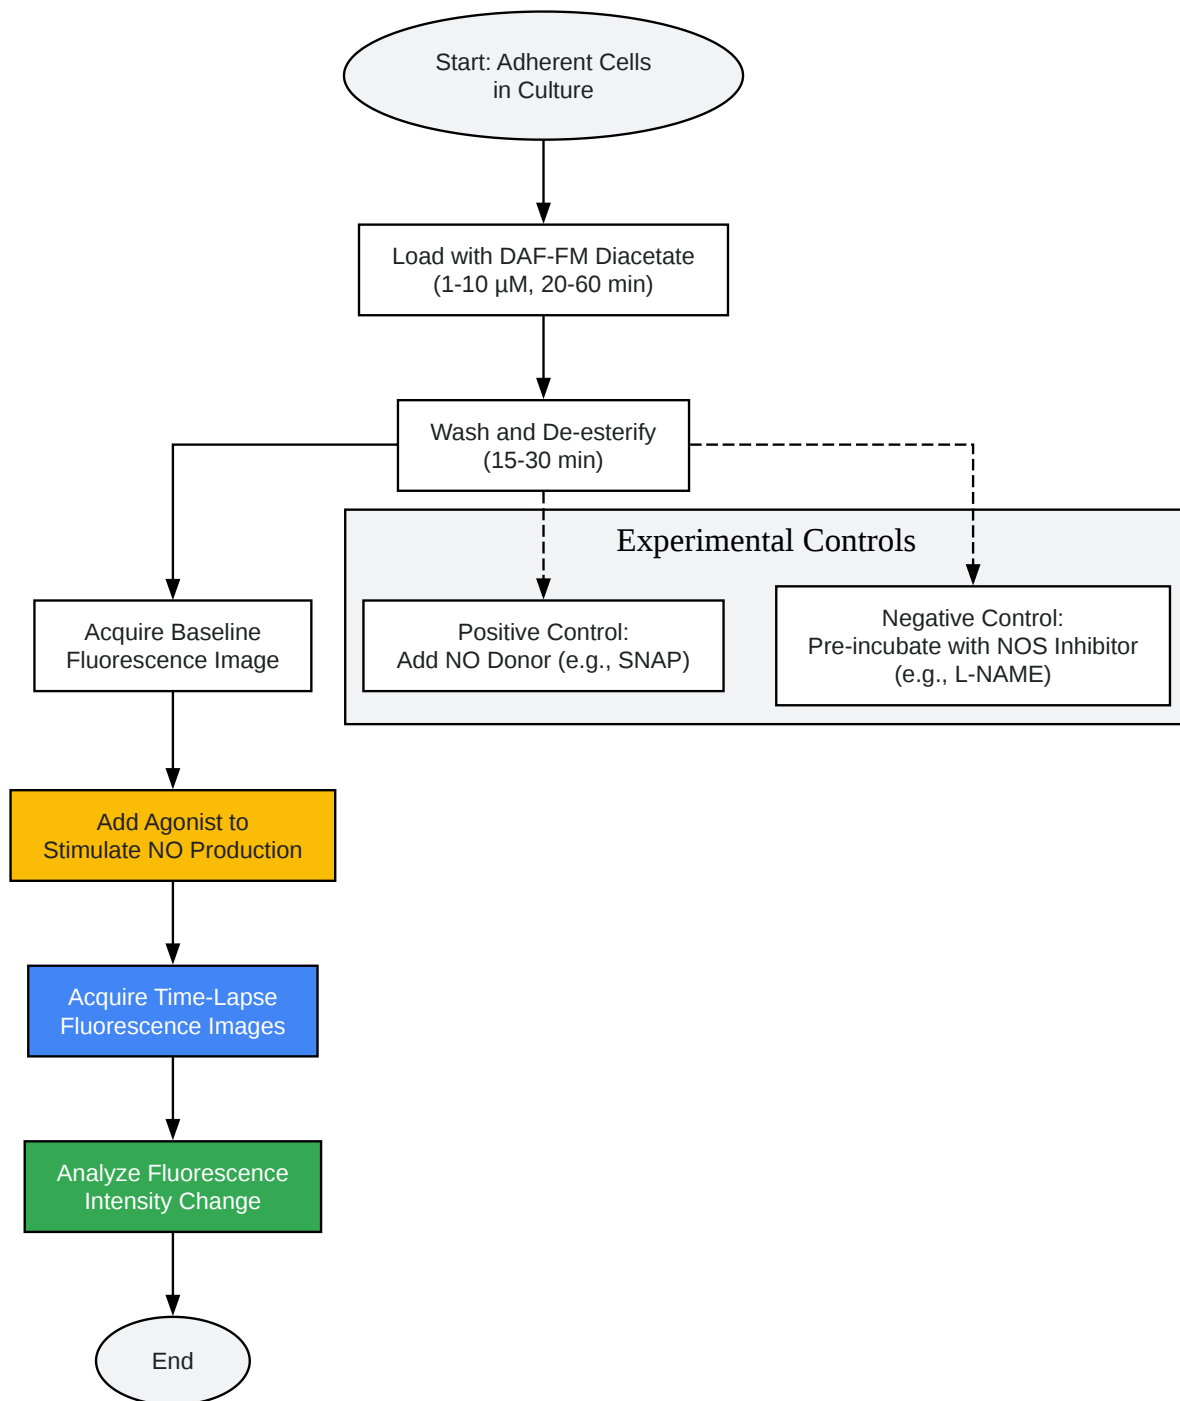 Start: Adherent Cells
in Culture
Load with DAF-FM Diacetate
(1-10 µM, 20-60 min)
Wash and De-esterify
(15-30 min)
Experimental Controls
Acquire Baseline
Fluorescence Image
Positive Control:
Add NO Donor (e.g., SNAP)
Negative Control:
Pre-incubate with NOS Inhibitor
(e.g., L-NAME)
Add Agonist to
Stimulate NO Production
Acquire Time-Lapse
Fluorescence Images
Analyze Fluorescence
Intensity Change
End